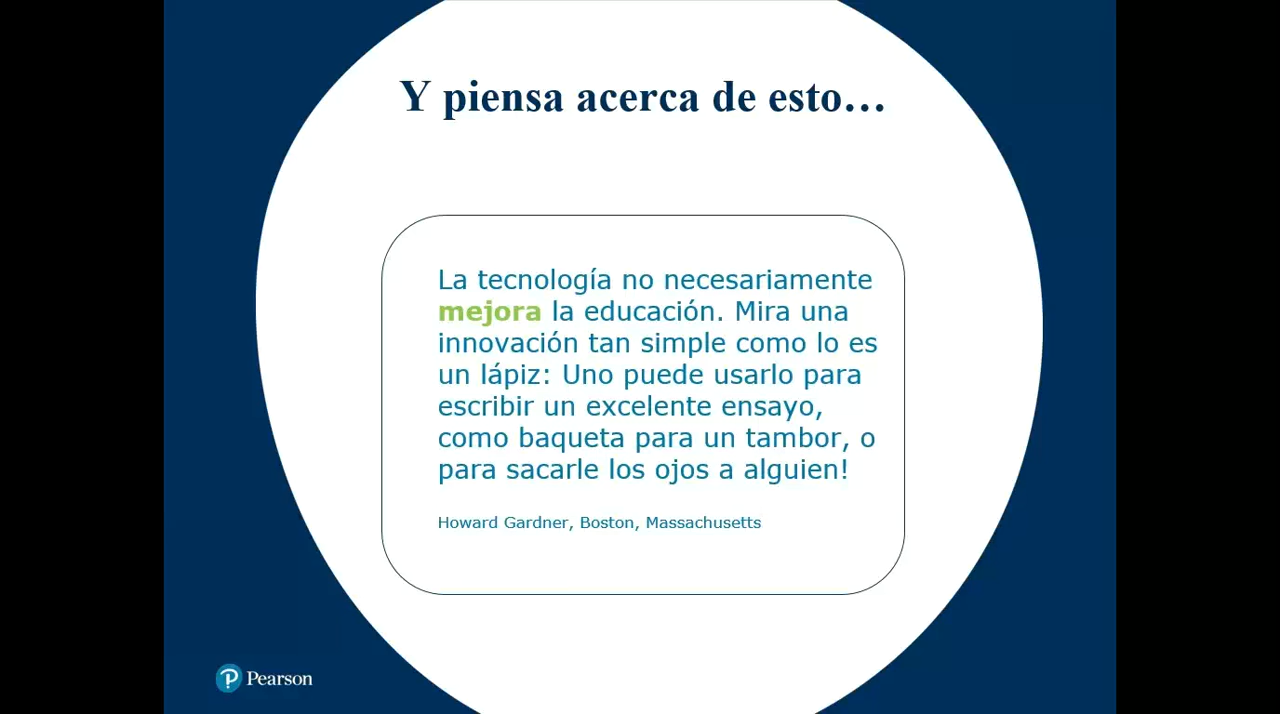 Y piensa acerca de esto...
La tecnología no necesariamente
mejora la educación. Mira una
innovación tan simple como lo es
un lápiz: Uno puede usarlo para
escribir un excelente ensayo,
como baqueta para un tambor, o
para sacarle los ojos a alguien!
Howard Gardner, Boston, Massachusetts
Pearson